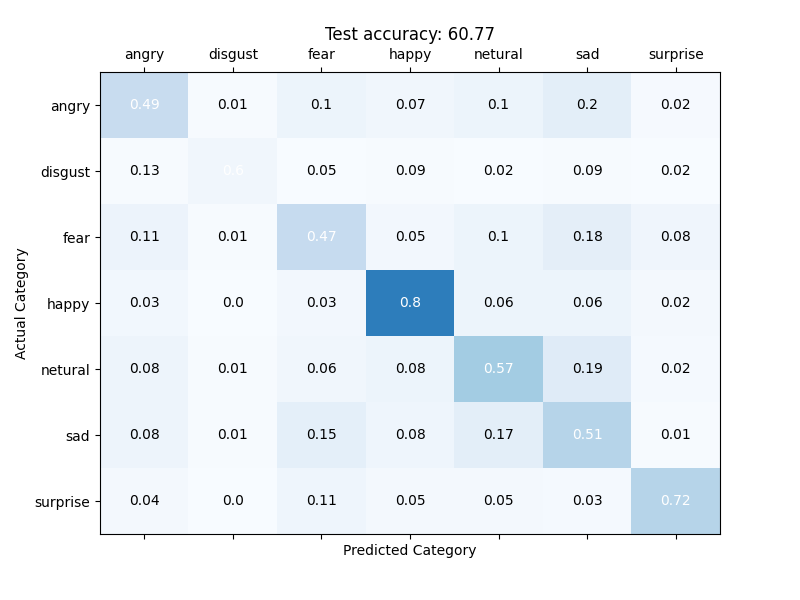 Test accuracy: 60.77
angry disgust fear happy netural sad surprise
angry 0.49 0.01 0.1 0.07 0.1 0.2 0.02
disgust 0.13 0.6 0.05 0.09 0.02 0.09 0.02
fear 0.11 0.01 0.47 0.05 0.1 0.18 0.08
happy 0.03 0.0 0.03 0.8 0.06 0.06 0.02
netural 0.08 0.01 0.06 0.08 0.57 0.19 0.02
sad 0.08 0.01 0.15 0.08 0.17 0.51 0.01
surprise 0.04 0.0 0.11 0.05 0.05 0.03 0.72
Actual Category
Predicted Category